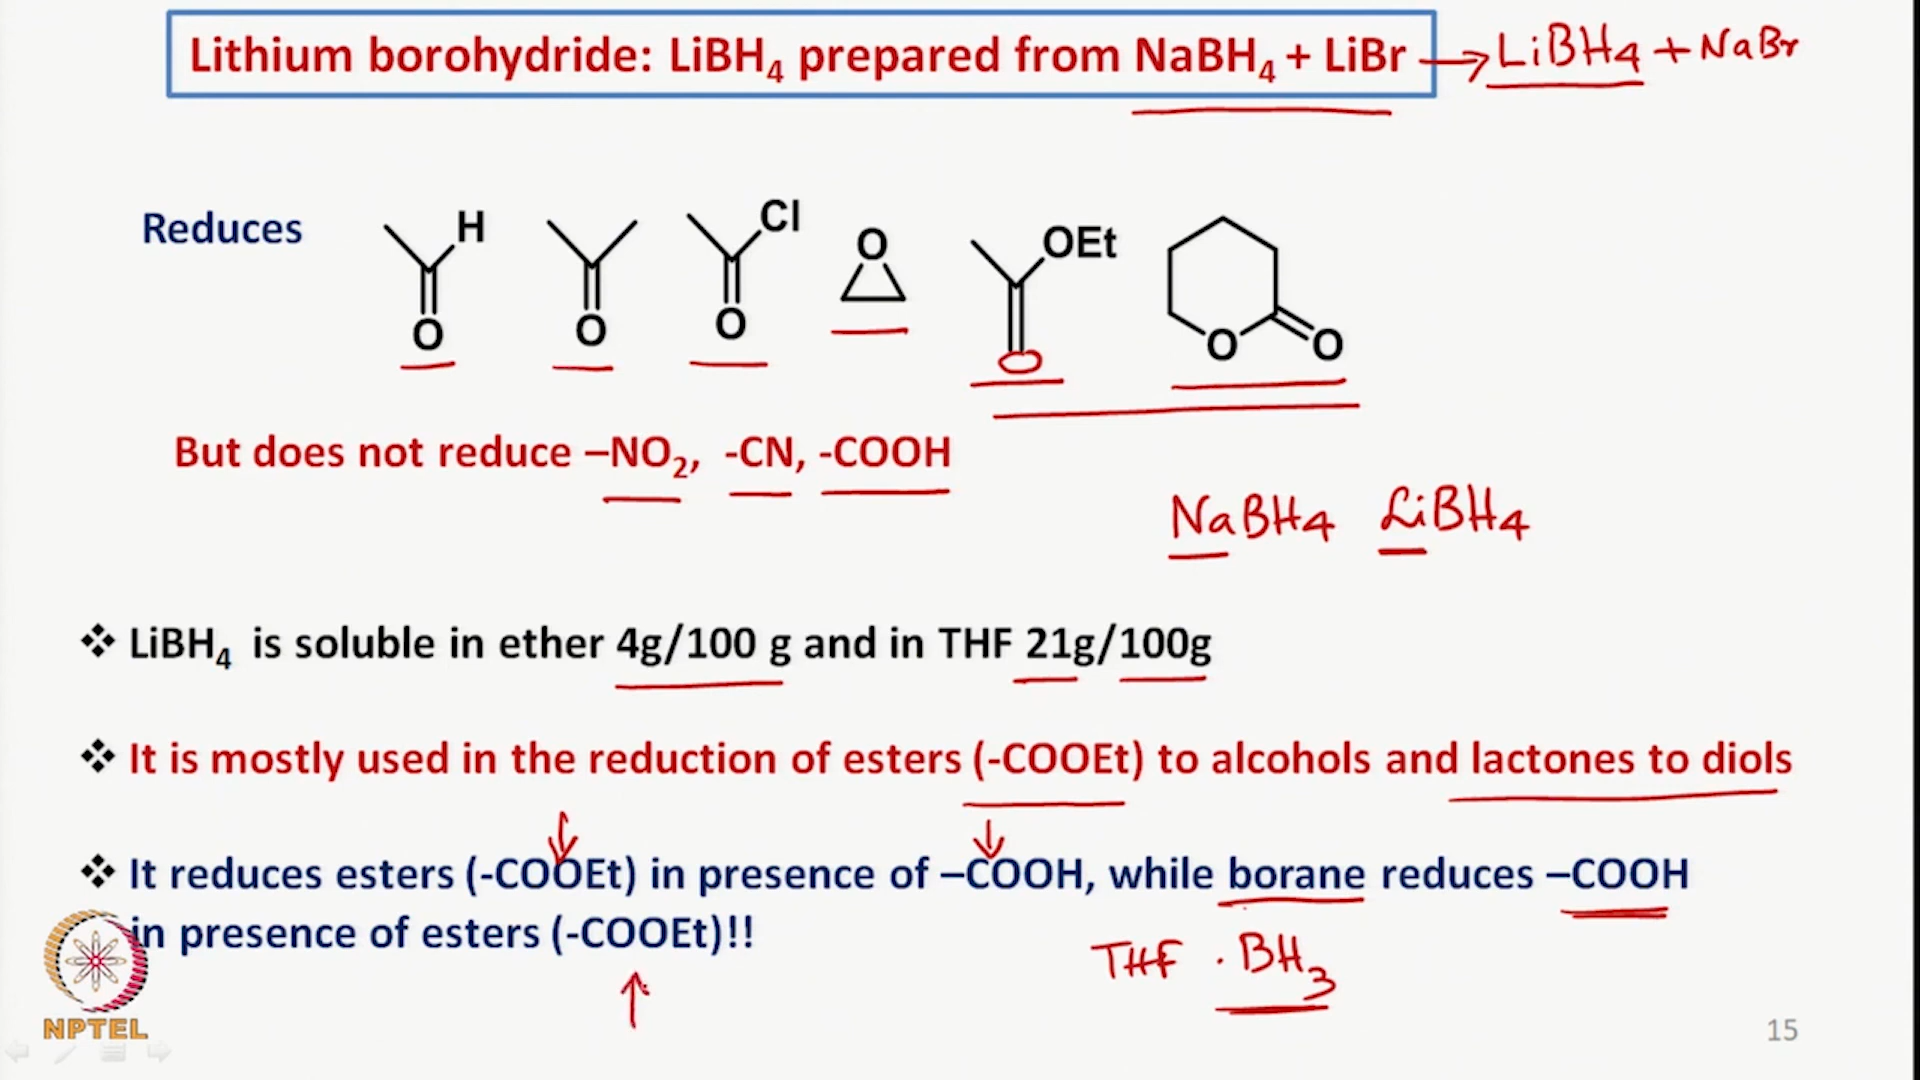 Lithium borohydride: LiBH₄ prepared from NaBH₄ + LiBr → LiBH₄ + NaBr
Reduces
H
O
O
Cl
O
O
OEt
O
O
O
But does not reduce –NO₂, -CN, -COOH
NaBH₄ LiBH₄
❖ LiBH₄ is soluble in ether 4g/100 g and in THF 21g/100g
❖ It is mostly used in the reduction of esters (-COOEt) to alcohols and lactones to diols
❖ It reduces esters (-COOEt) in presence of –COOH, while borane reduces –COOH
in presence of esters (-COOEt)!!
THF · BH₃
NPTEL
15